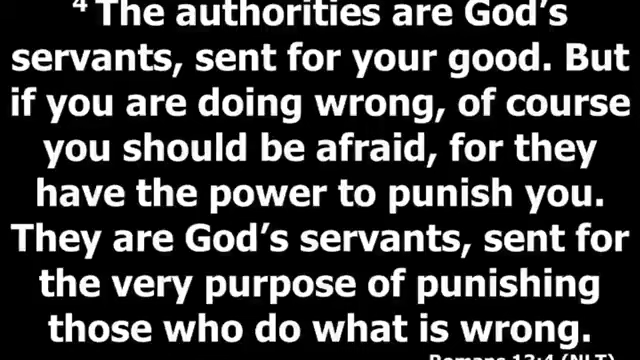 4 The authorities are God's
servants, sent for your good. But
if you are doing wrong, of course
you should be afraid, for they
have the power to punish you.
They are God's servants, sent for
the very purpose of punishing
those who do what is wrong.
Romans 13:4 (NLT)